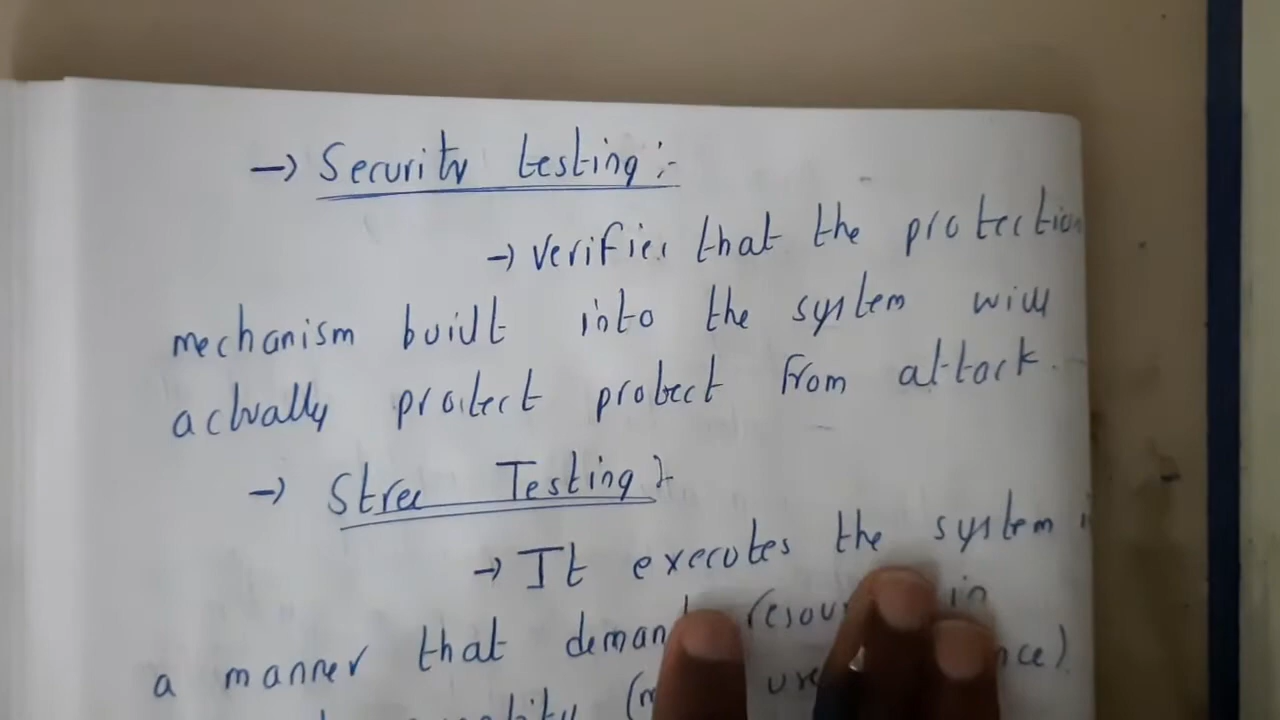 → Security testing :-
→ verifies that the protection
mechanism built into the system will
actually protect protect from attack.
→ Stress Testing :-
→ It executes the system
a manner that in